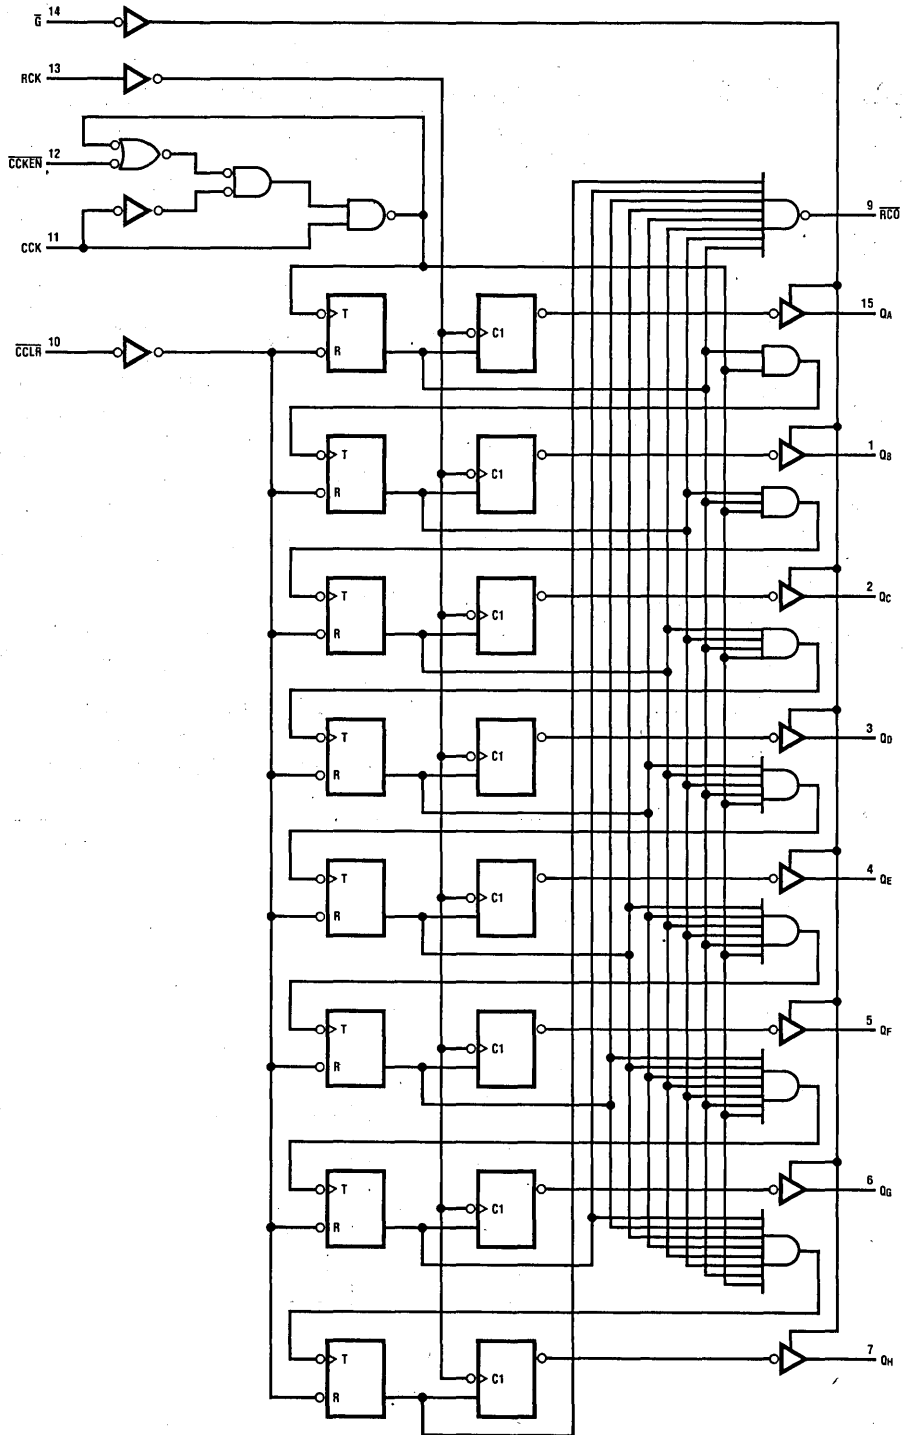 G̅ 14
RCK 13
C̅C̅K̅E̅N̅ 12
CCK 11
9 R̅C̅O̅
T
C1
15 QA
C̅C̅L̅R̅ 10
R
T
C1
1 QB
R
T
C1
2 QC
R
T
C1
3 QD
R
T
C1
4 QE
R
T
C1
5 QF
R
T
C1
6 QG
R
T
C1
7 QH
R